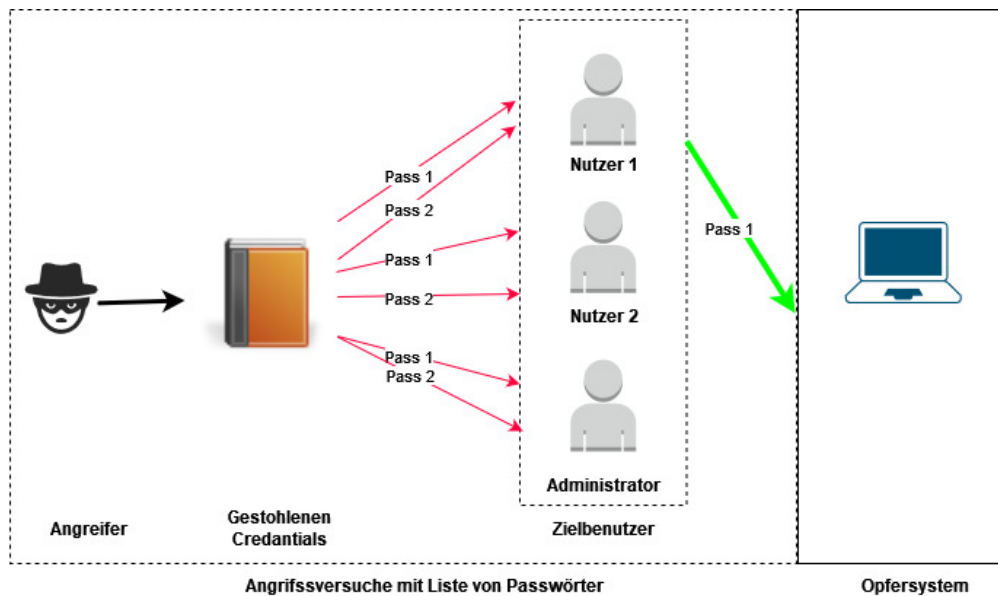 Pass 1
Pass 2
Nutzer 1
Pass 1
Pass 1
Pass 2
Nutzer 2
Pass 1
Pass 2
Administrator
Angreifer
Gestohlenen
Credantials
Zielbenutzer
Angrifssversuche mit Liste von Passwörter
Opfersystem